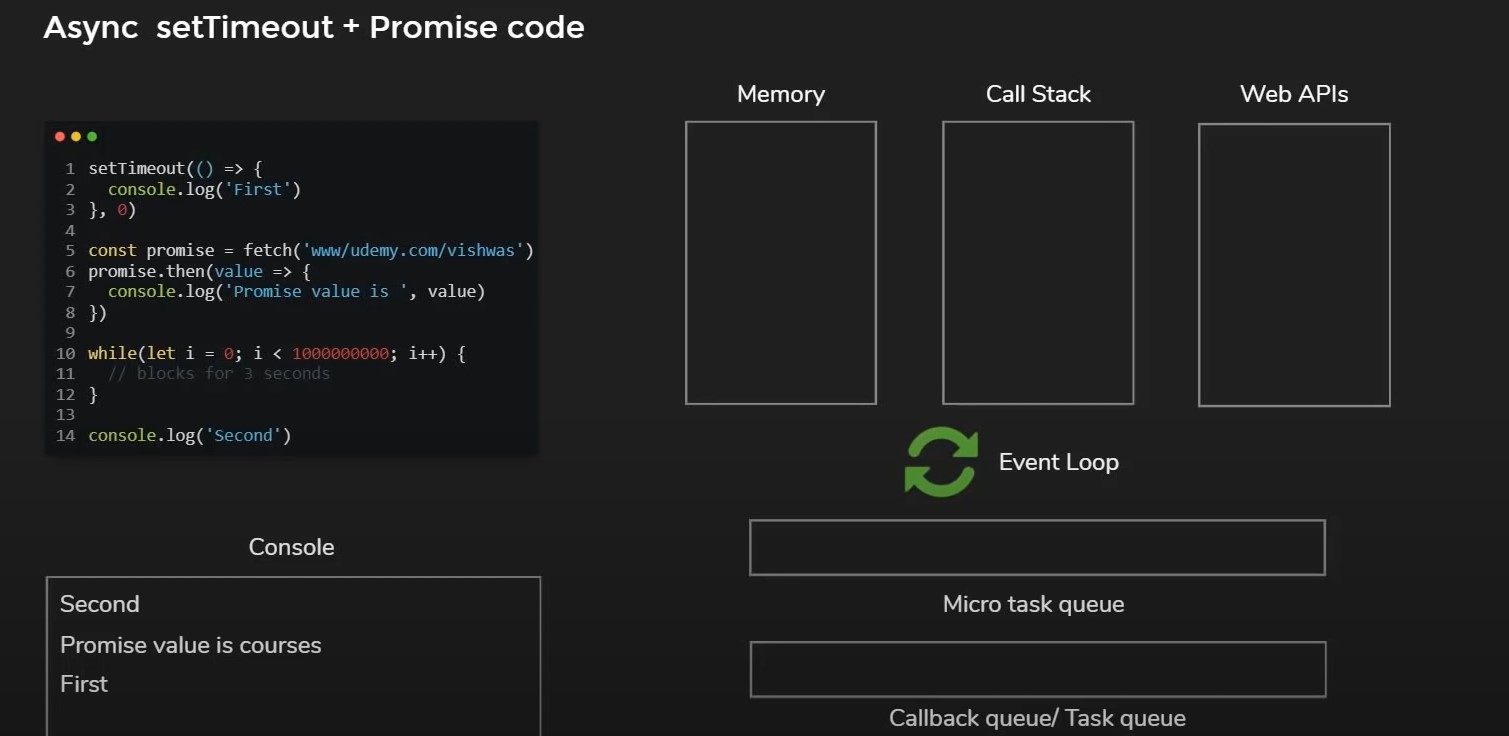 Async setTimeout + Promise code
Memory
Call Stack
Web APIs
1 setTimeout(() => {
2 console.log('First')
3 }, 0)
4
5 const promise = fetch('www/udemy.com/vishwas')
6 promise.then(value => {
7 console.log('Promise value is ', value)
8 })
9
10 while(let i = 0; i < 1000000000; i++) {
11 // blocks for 3 seconds
12 }
13
14 console.log('Second')
Event Loop
Console
Second
Promise value is courses
First
Micro task queue
Callback queue/ Task queue